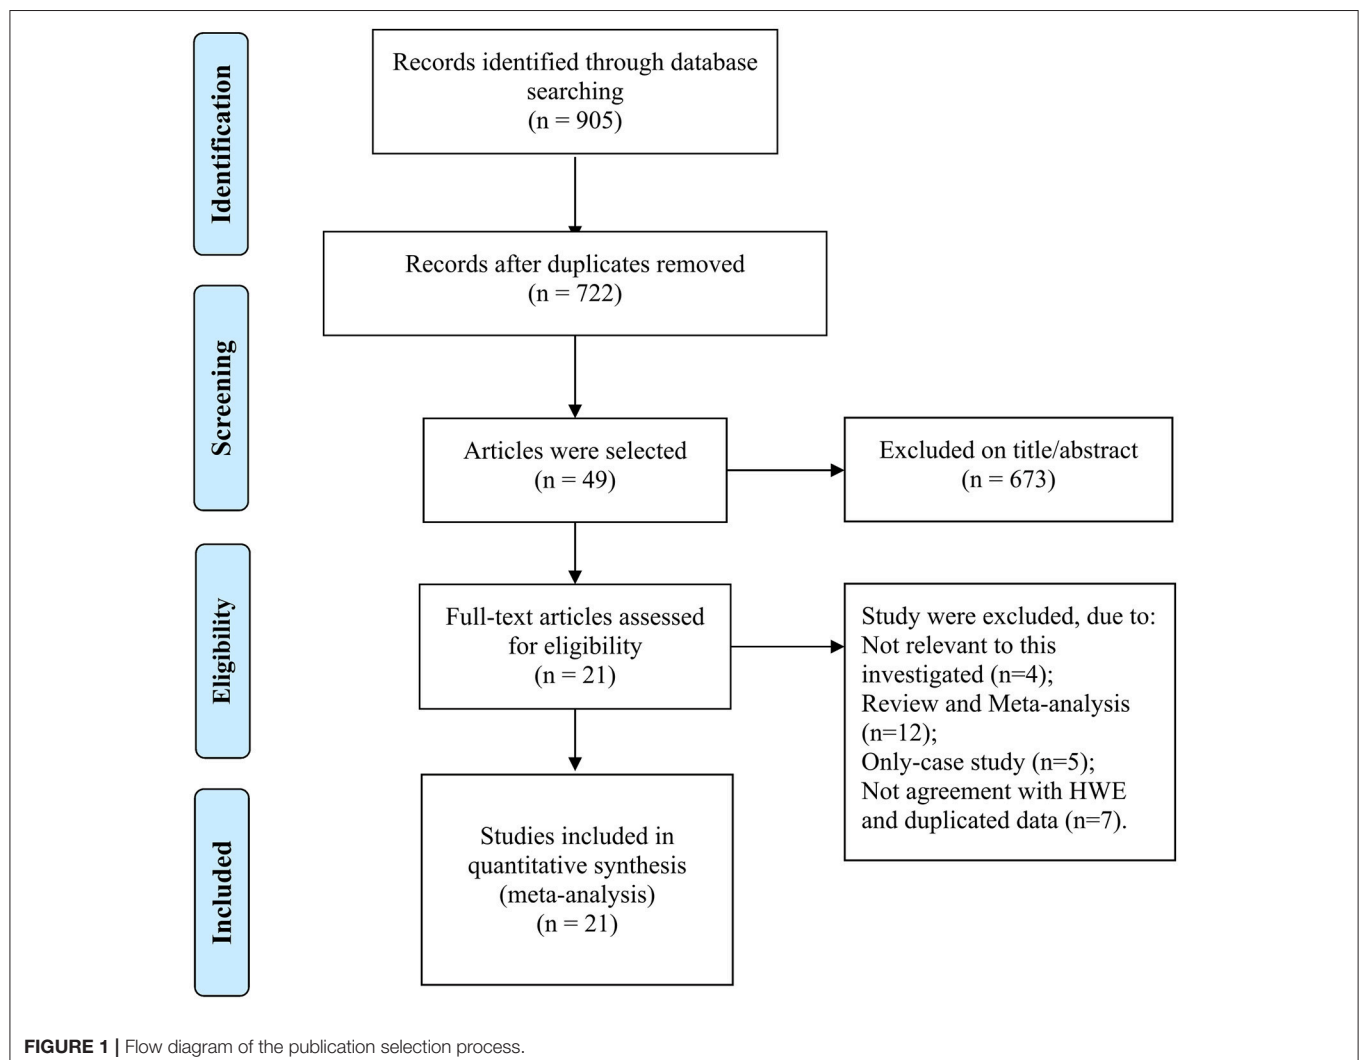 Identification
Records identified through database
searching
(n = 905)
Records after duplicates removed
(n = 722)
Screening
Articles were selected
(n = 49)
Excluded on title/abstract
(n = 673)
Eligibility
Full-text articles assessed
for eligibility
(n = 21)
Study were excluded, due to:
Not relevant to this
investigated (n=4);
Review and Meta-analysis
(n=12);
Only-case study (n=5);
Not agreement with HWE
and duplicated data (n=7).
Included
Studies included in
quantitative synthesis
(meta-analysis)
(n = 21)
FIGURE 1 | Flow diagram of the publication selection process.